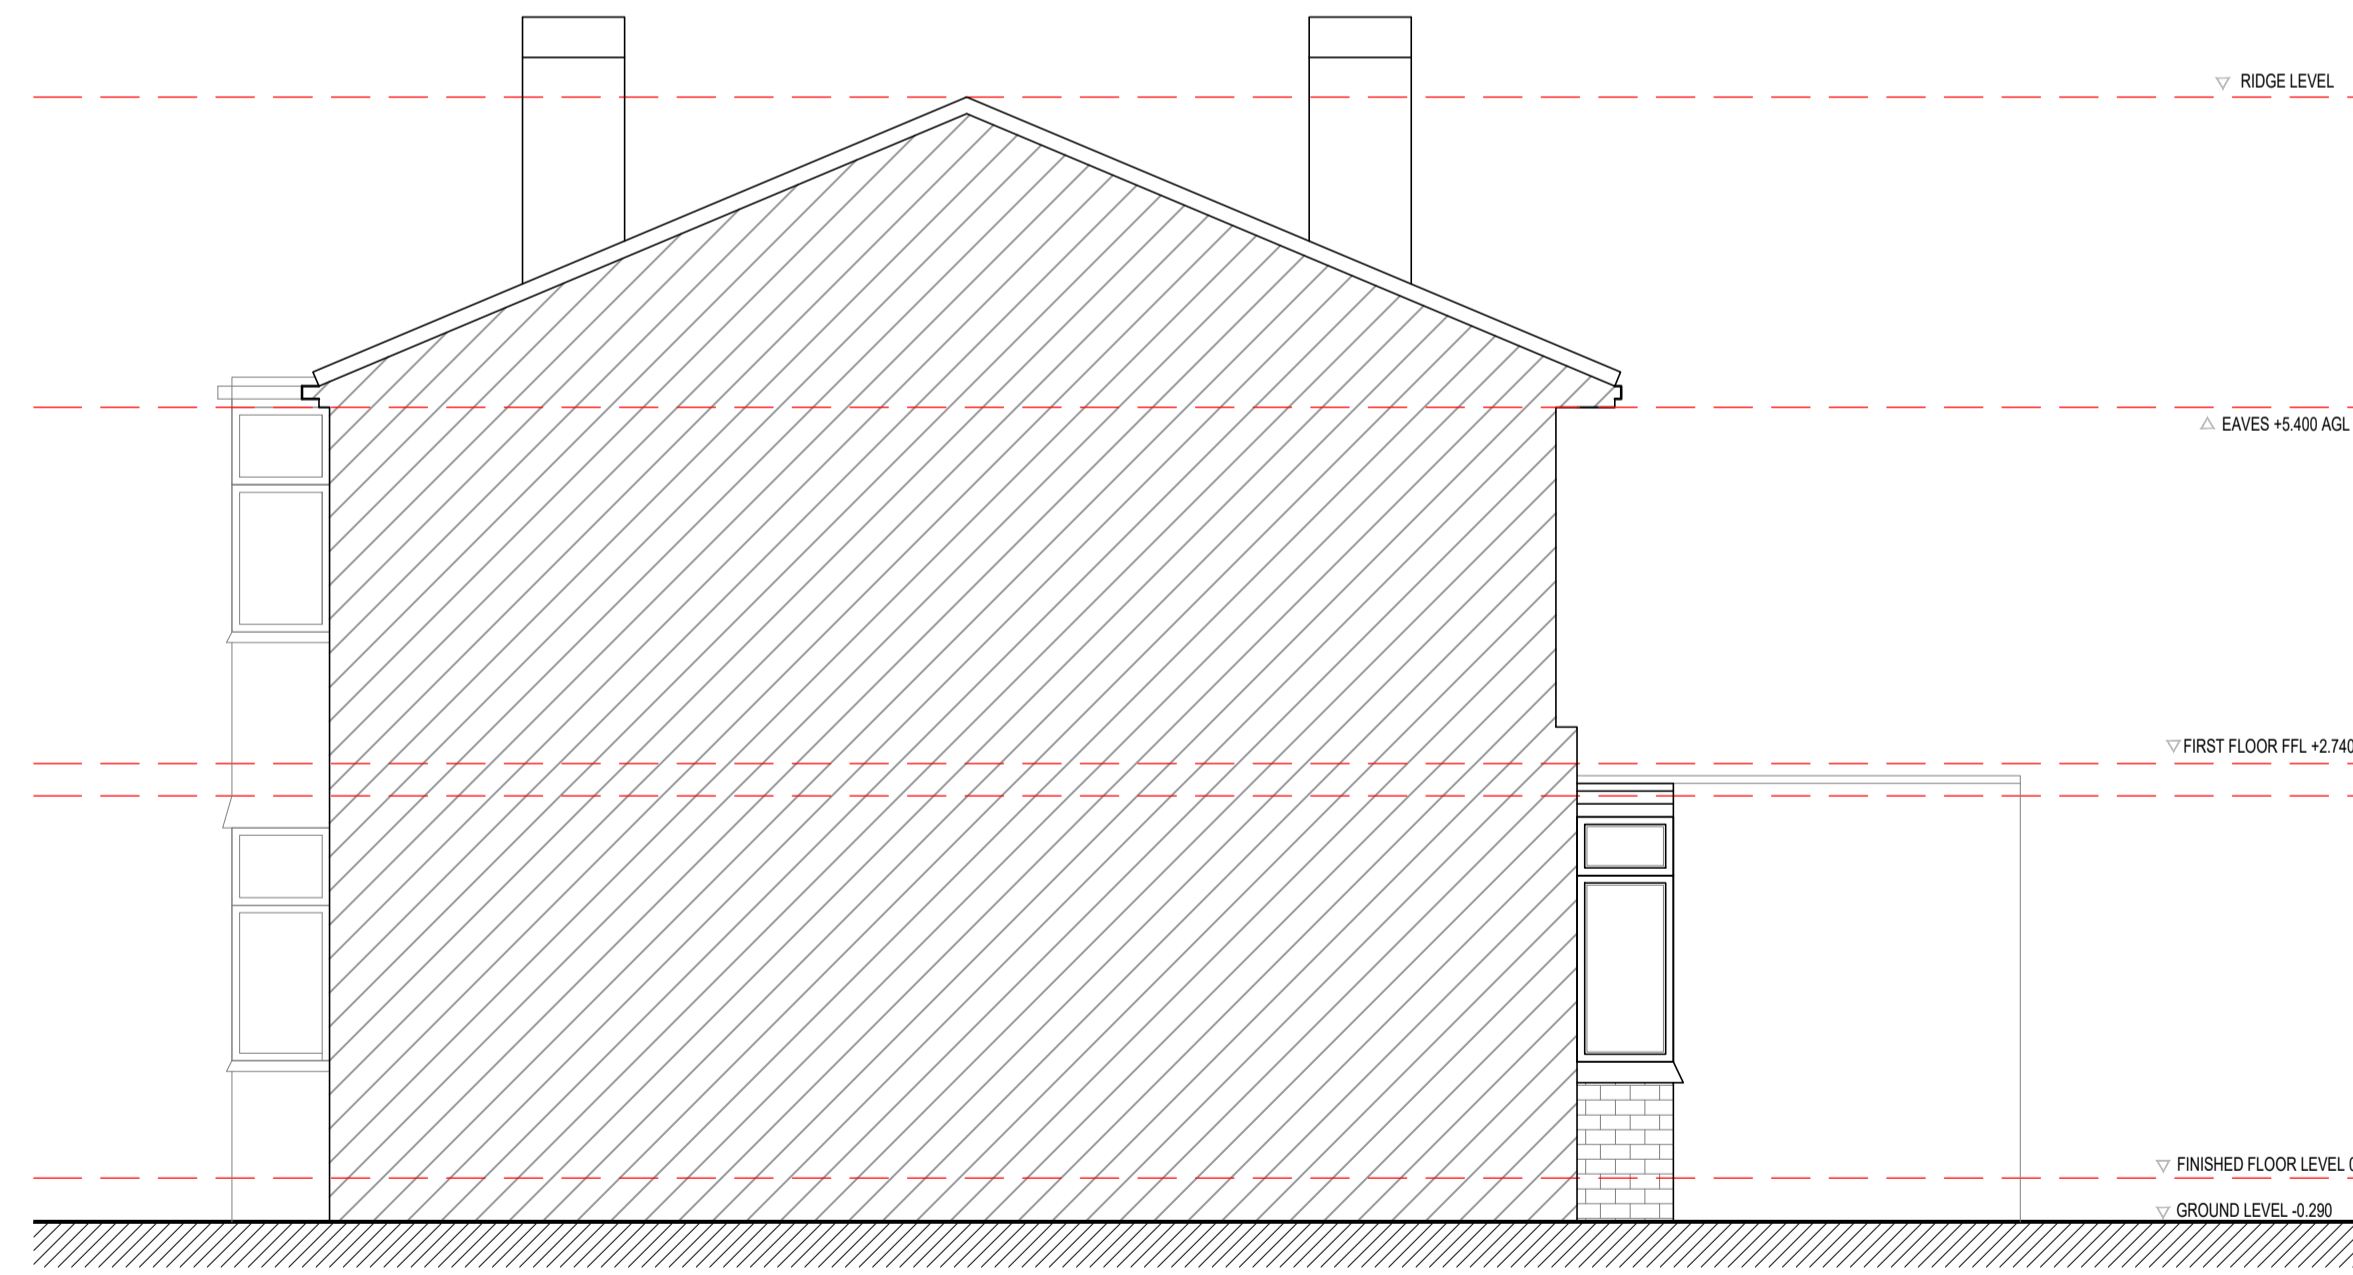 RIDGE LEVEL
EAVES +5.400 AGL
FIRST FLOOR FFL +2.740
FINISHED FLOOR LEVEL
GROUND LEVEL -0.290